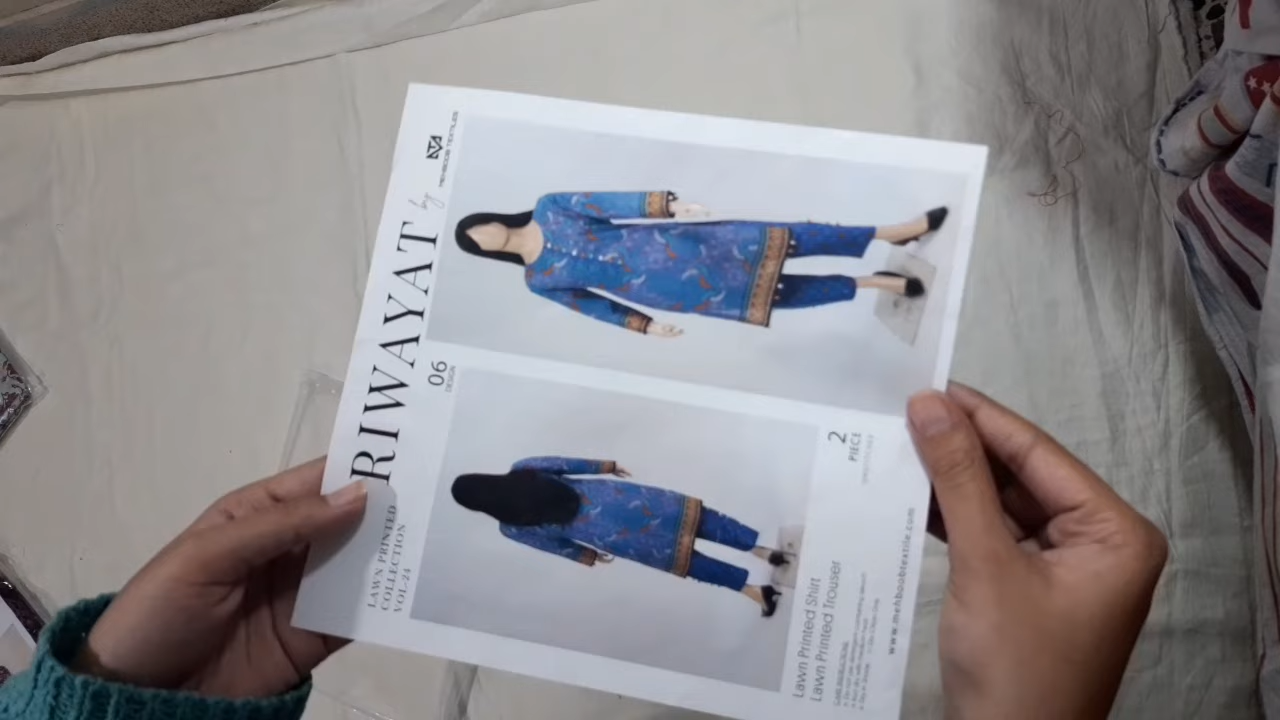 LAWN PRINTED
COLLECTION
VOL-24
RIWAYAT by
MEHBOOB TEXTILES
06
DESIGN
2
PIECE
Lawn Printed Shirt
Lawn Printed Trouser
www.mehboobtextile.com